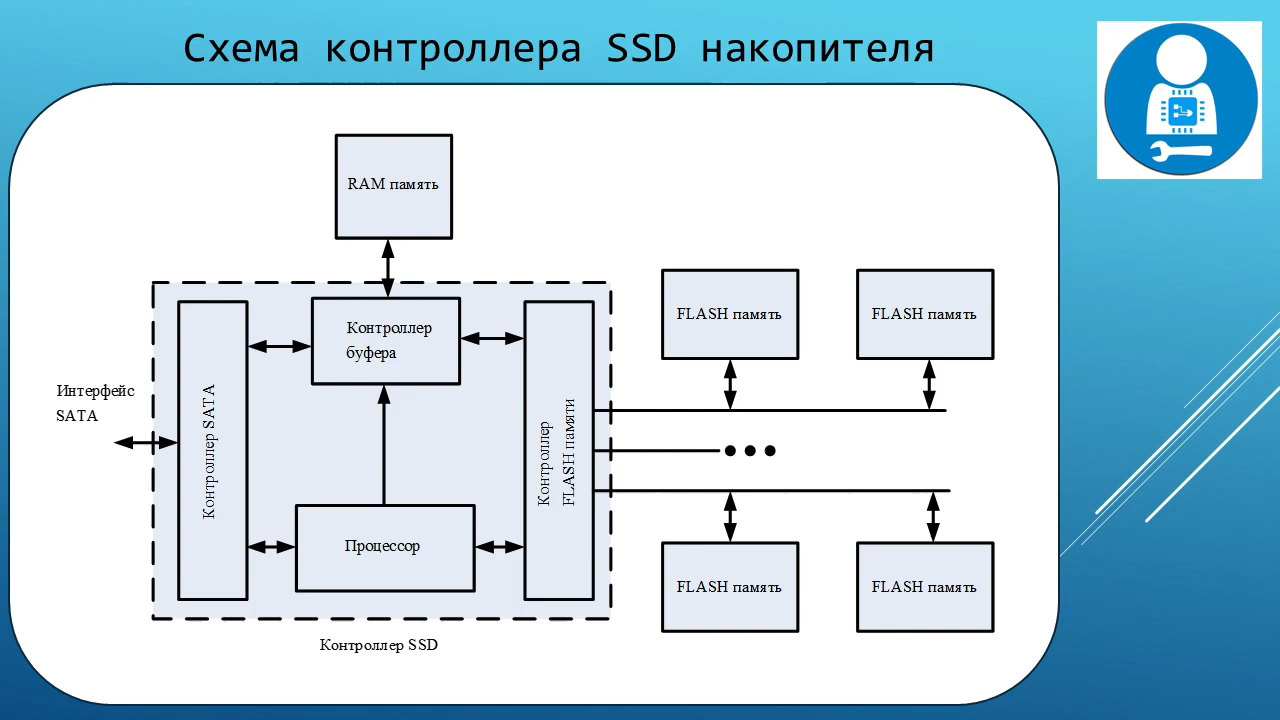 Схема контроллера SSD накопителя
RAM память
Контроллер
буфера
FLASH память
FLASH память
Интерфейс
SATA
Контроллер SATA
Контроллер
FLASH памяти
Процессор
FLASH память
FLASH память
Контроллер SSD